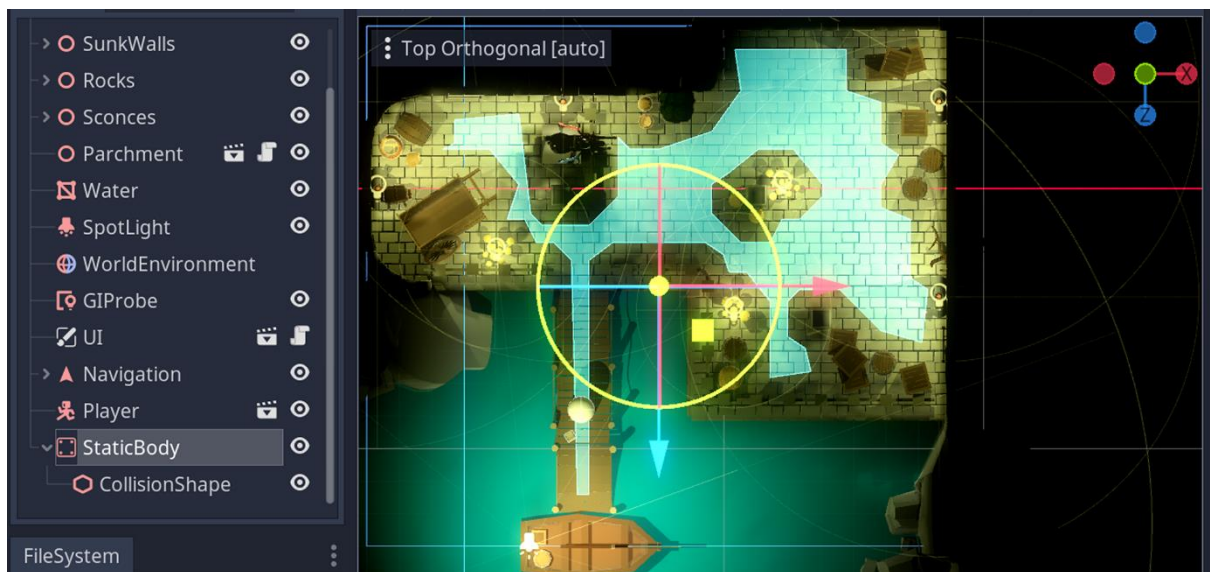 SunkWalls
Rocks
Sconces
Parchment
Water
SpotLight
WorldEnvironment
GIProbe
UI
Navigation
Player
StaticBody
CollisionShape
FileSystem
Top Orthogonal [auto]
X
Z